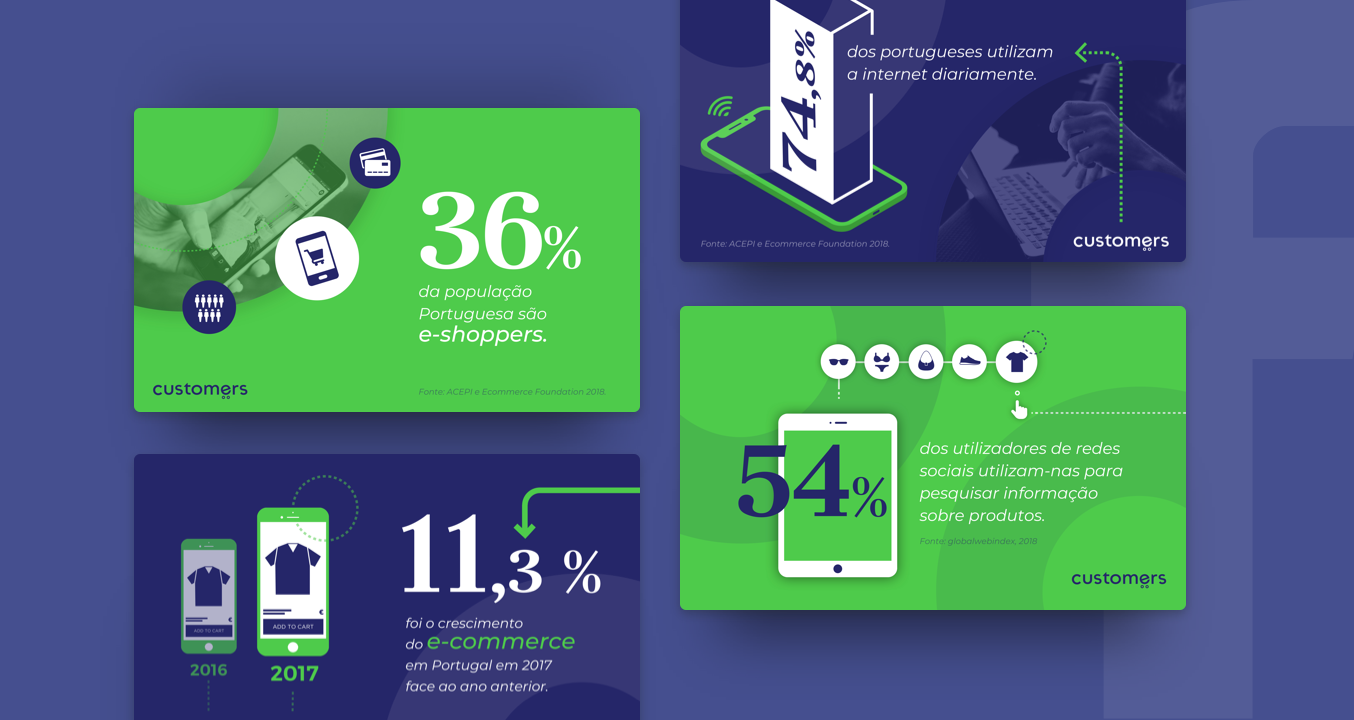 36%
da população
Portuguesa são
e-shoppers.
customers
Fonte: ACEPI e Ecommerce Foundation 2018.
11,3 %
foi o crescimento
do e-commerce
em Portugal em 2017
face ao ano anterior.
ADD TO CART
€
ADD TO CART
€
2016
2017
74,8%
dos portugueses utilizam
a internet diariamente.
Fonte: ACEPI e Ecommerce Foundation 2018.
customers
54%
dos utilizadores de redes
sociais utilizam-nas para
pesquisar informação
sobre produtos.
Fonte: globalwebindex, 2018
customers